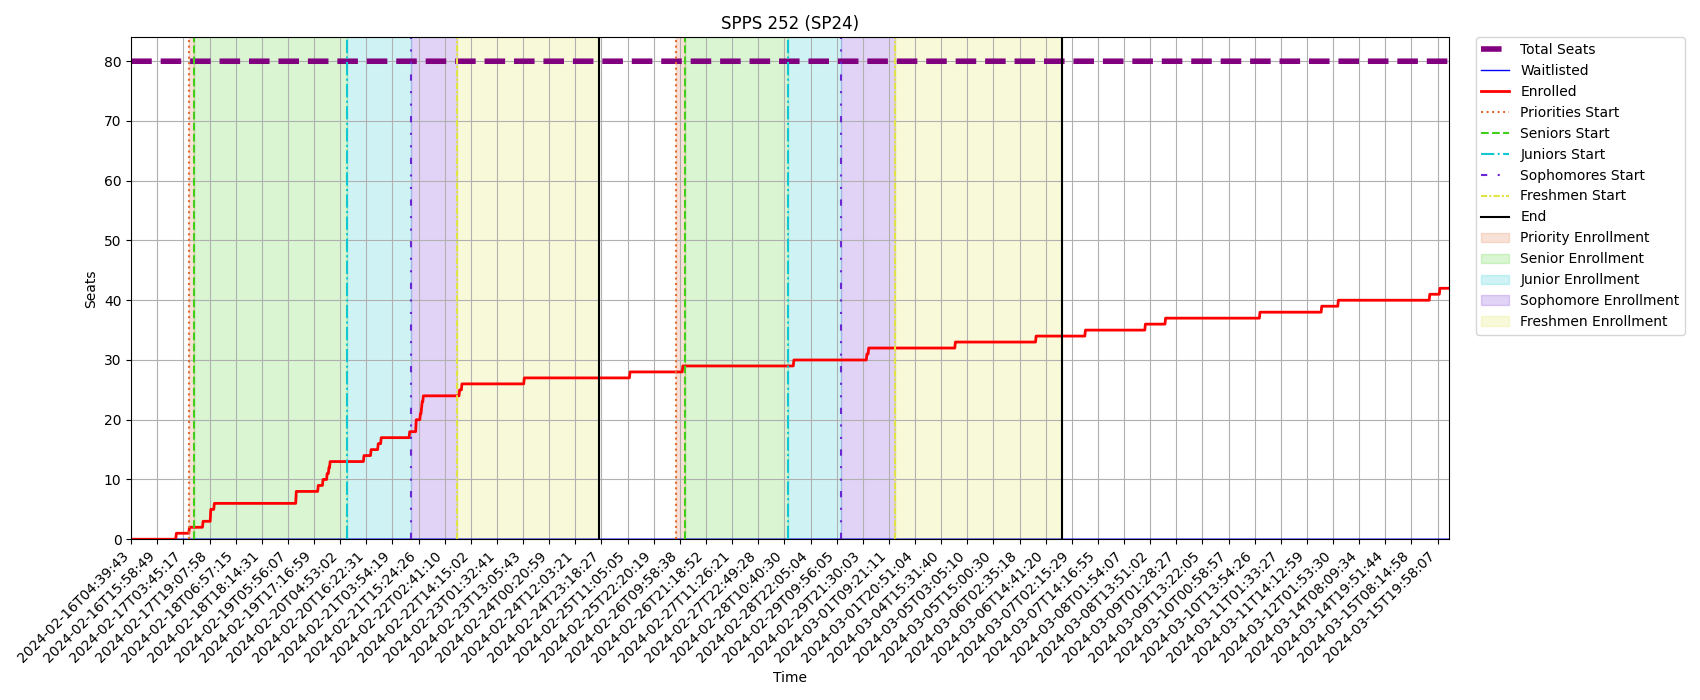 SPPS 252 (SP24)
Total Seats
Waitlisted
Enrolled
Priorities Start
Seniors Start
Juniors Start
Sophomores Start
Freshmen Start
End
Priority Enrollment
Senior Enrollment
Junior Enrollment
Sophomore Enrollment
Freshmen Enrollment
Seats
80
70
60
50
40
30
20
10
0
2024-02-16T04:39:43
2024-02-16T15:58:49
2024-02-17T03:45:17
2024-02-17T19:07:58
2024-02-18T06:57:15
2024-02-18T18:14:31
2024-02-19T05:56:07
2024-02-19T17:16:59
2024-02-20T04:53:02
2024-02-20T16:22:31
2024-02-21T03:54:19
2024-02-21T15:24:26
2024-02-22T02:41:10
2024-02-22T14:15:02
2024-02-23T01:32:41
2024-02-23T13:05:43
2024-02-24T00:20:59
2024-02-24T12:03:21
2024-02-24T23:18:27
2024-02-25T11:05:05
2024-02-25T22:20:19
2024-02-26T09:58:38
2024-02-26T21:18:52
2024-02-27T11:26:21
2024-02-27T22:49:28
2024-02-28T10:40:30
2024-02-28T22:05:04
2024-02-29T09:56:05
2024-02-29T21:30:03
2024-03-01T09:21:11
2024-03-01T20:51:04
2024-03-04T15:31:40
2024-03-05T03:05:10
2024-03-05T15:00:30
2024-03-06T02:35:18
2024-03-06T14:41:20
2024-03-07T02:15:29
2024-03-07T14:16:55
2024-03-08T01:54:07
2024-03-08T13:51:02
2024-03-09T01:28:27
2024-03-09T13:22:05
2024-03-10T00:58:57
2024-03-10T13:54:26
2024-03-11T01:33:27
2024-03-11T14:12:59
2024-03-12T01:53:30
2024-03-14T08:09:34
2024-03-14T19:51:44
2024-03-15T08:14:58
2024-03-15T19:58:07
Time